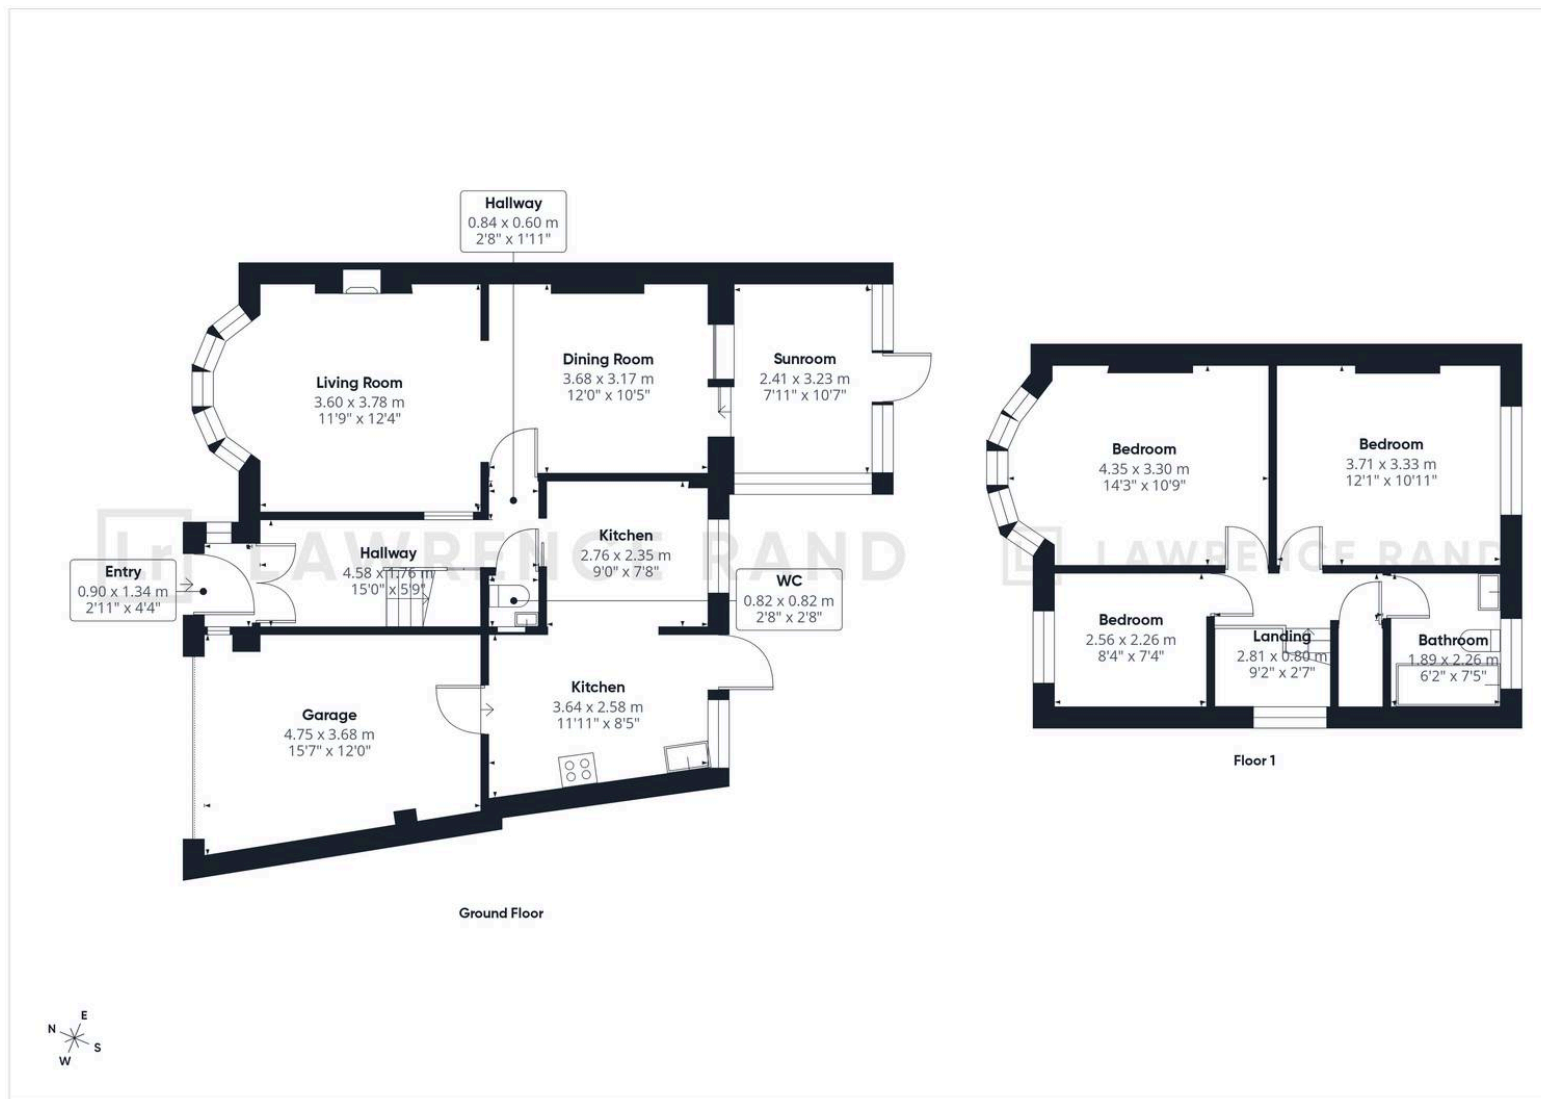 Hallway
0.84 x 0.60 m
2'8" x 1'11"
Living Room
3.60 x 3.78 m
11'9" x 12'4"
Dining Room
3.68 x 3.17 m
12'0" x 10'5"
Sunroom
2.41 x 3.23 m
7'11" x 10'7"
Entry
0.90 x 1.34 m
2'11" x 4'4"
Hallway
4.58 x 1.76 m
15'0" x 5'9"
Kitchen
2.76 x 2.35 m
9'0" x 7'8"
WC
0.82 x 0.82 m
2'8" x 2'8"
Lr LAWRENCE RAND
Garage
4.75 x 3.68 m
15'7" x 12'0"
Kitchen
3.64 x 2.58 m
11'11" x 8'5"
Ground Floor
Bedroom
4.35 x 3.30 m
14'3" x 10'9"
Bedroom
3.71 x 3.33 m
12'1" x 10'11"
Lr LAWRENCE RAND
Bedroom
2.56 x 2.26 m
8'4" x 7'4"
Landing
2.81 x 0.80 m
9'2" x 2'7"
Bathroom
1.89 x 2.26 m
6'2" x 7'5"
Floor 1
E
N
S
W